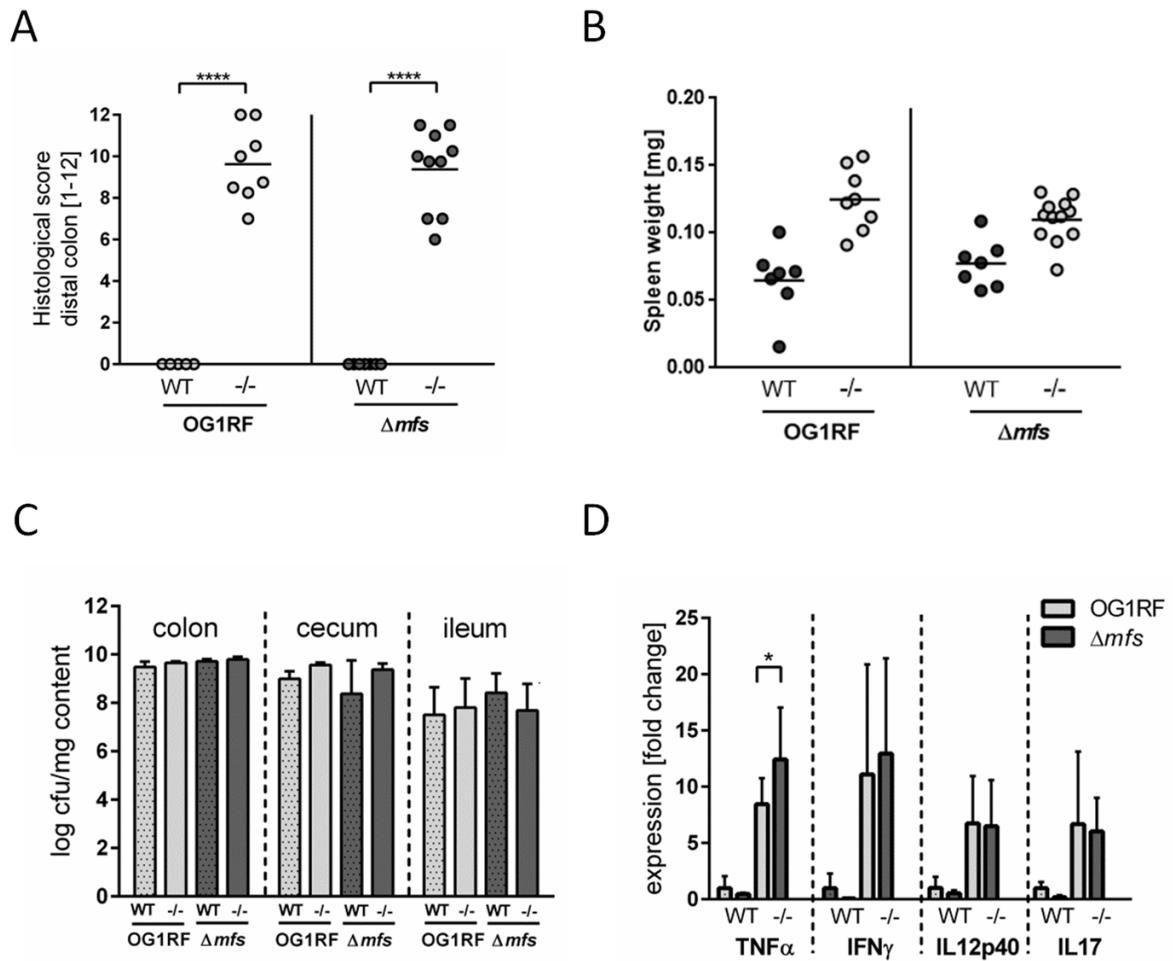 A
****
****
Histological score
distal colon [1-12]
12
10
8
6
4
2
0
WT -/- WT -/-
OG1RF Δmfs
B
Spleen weight [mg]
0.20
0.15
0.10
0.05
0.00
WT -/- WT -/-
OG1RF Δmfs
C
log cfu/mg content
12
10
8
6
4
2
0
colon cecum ileum
WT -/- WT -/- WT -/- WT -/- WT -/- WT -/-
OG1RF Δmfs OG1RF Δmfs OG1RF Δmfs
D
OG1RF
Δmfs
expression [fold change]
25
20
15
10
5
0
*
WT -/- WT -/- WT -/- WT -/-
TNFα IFNγ IL12p40 IL17